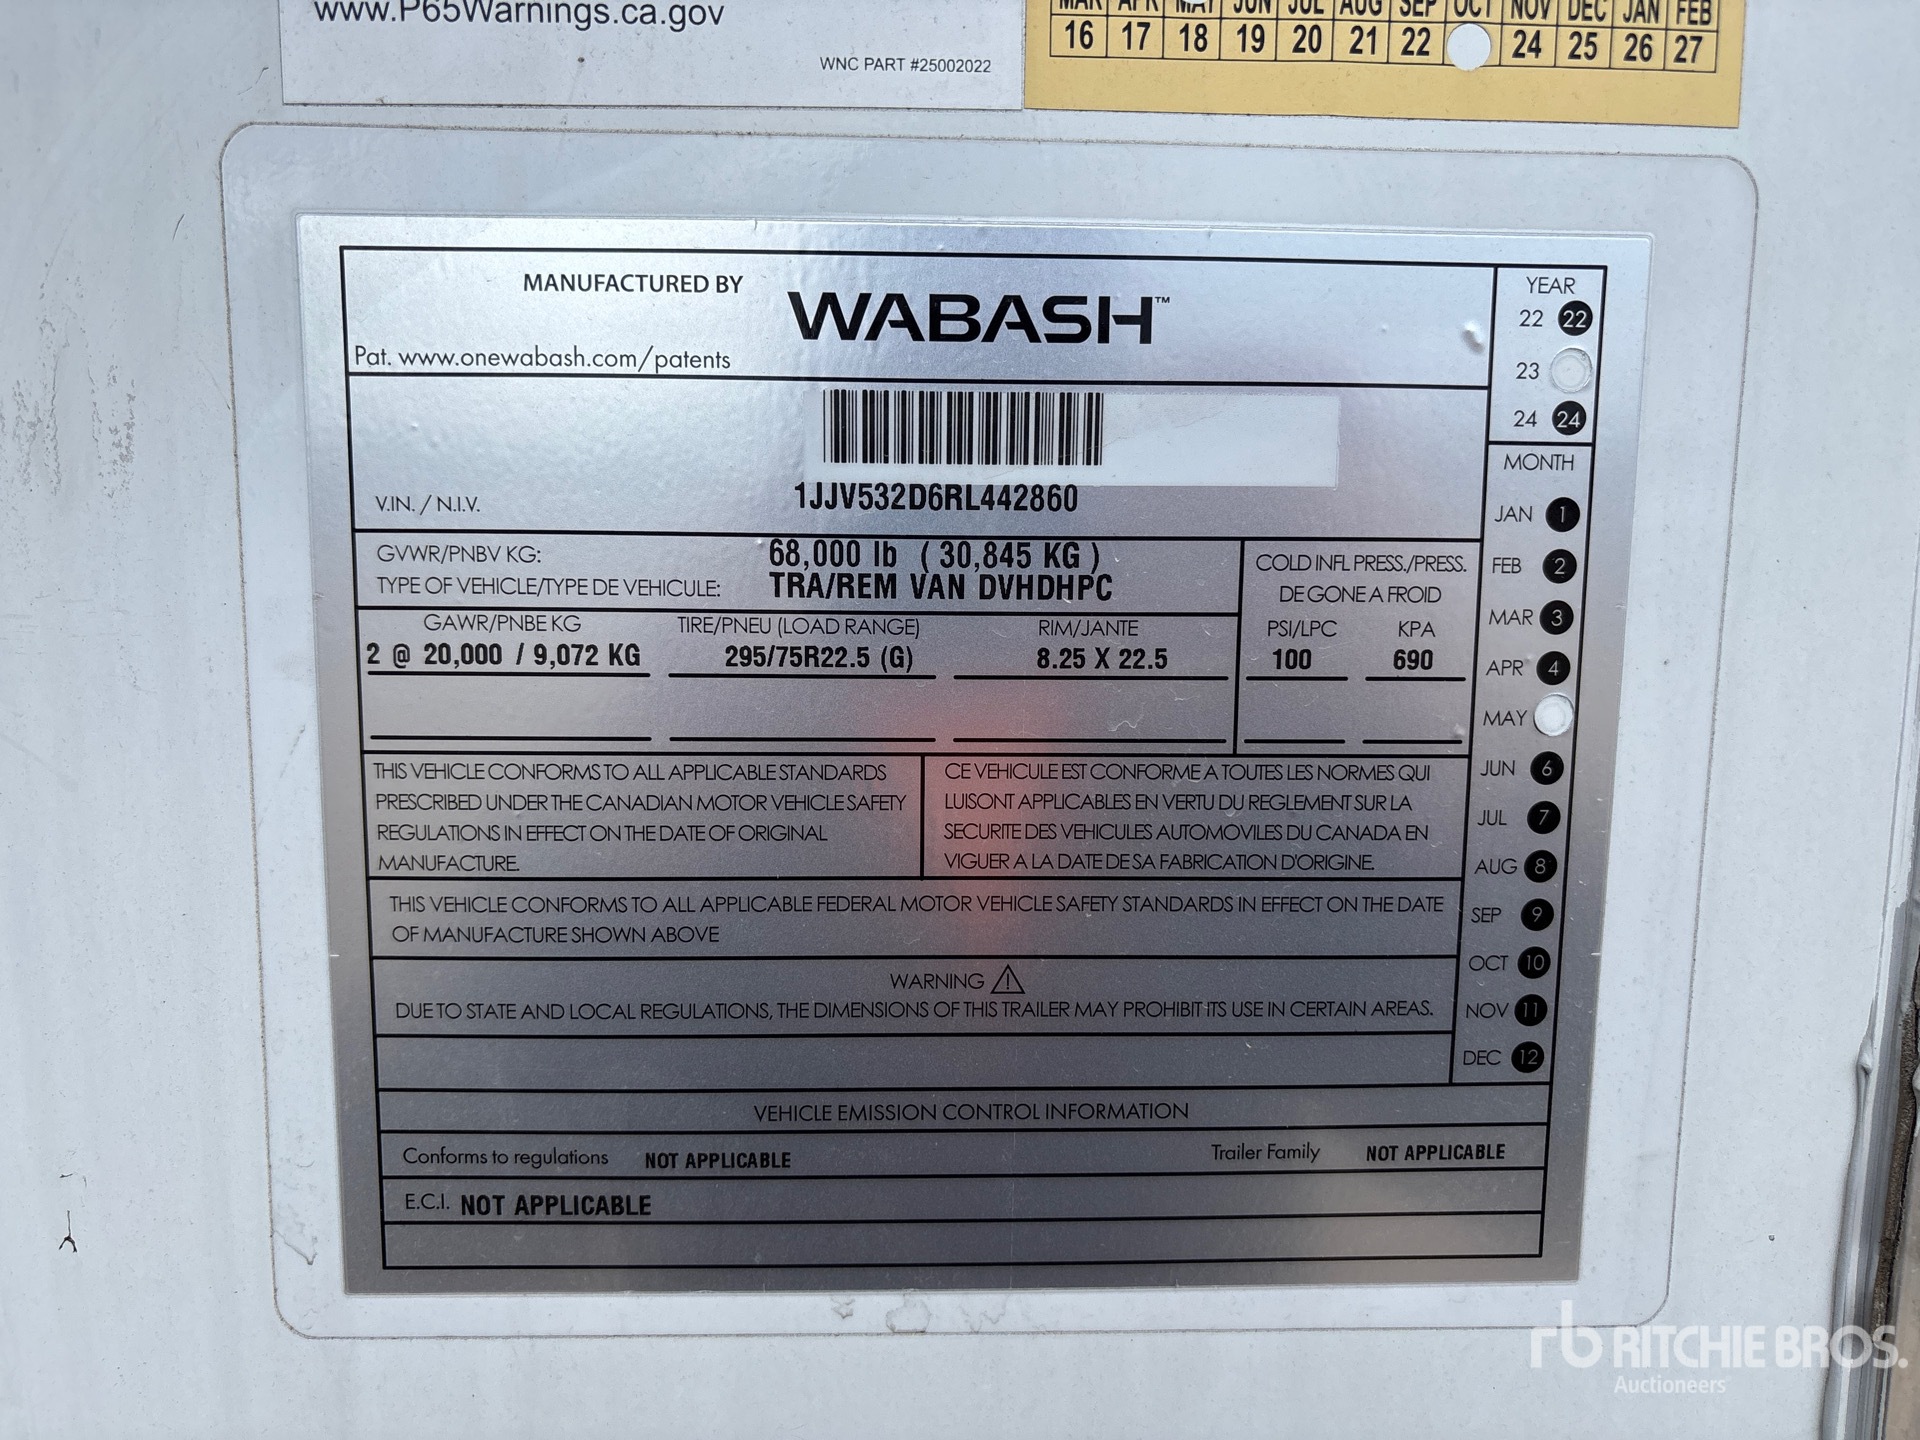 www.P65Warnings.ca.gov
WNC PART #25002022
MAR APR MAY JUN JUL AUG SEP OCT NOV DEC JAN FEB
16 17 18 19 20 21 22 24 25 26 27
MANUFACTURED BY
WABASH™
Pat. www.onewabash.com/patents
V.IN. / N.I.V.
1JJV532D6RL442860
GVWR/PNBV KG: 68,000 lb ( 30,845 KG )
TYPE OF VEHICLE/TYPE DE VEHICULE: TRA/REM VAN DVHDHPC
COLD INFL PRESS./PRESS.
DE GONE A FROID
GAWR/PNBE KG TIRE/PNEU (LOAD RANGE) RIM/JANTE PSI/LPC KPA
2 @ 20,000 / 9,072 KG 295/75R22.5 (G) 8.25 X 22.5 100 690
THIS VEHICLE CONFORMS TO ALL APPLICABLE STANDARDS
PRESCRIBED UNDER THE CANADIAN MOTOR VEHICLE SAFETY
REGULATIONS IN EFFECT ON THE DATE OF ORIGINAL
MANUFACTURE.
CE VEHICULE EST CONFORME A TOUTES LES NORMES QUI
LUISONT APPLICABLES EN VERTU DU REGLEMENT SUR LA
SECURITE DES VEHICULES AUTOMOVILES DU CANADA EN
VIGUER A LA DATE DE SA FABRICATION D'ORIGINE.
THIS VEHICLE CONFORMS TO ALL APPLICABLE FEDERAL MOTOR VEHICLE SAFETY STANDARDS IN EFFECT ON THE DATE
OF MANUFACTURE SHOWN ABOVE
WARNING
DUE TO STATE AND LOCAL REGULATIONS, THE DIMENSIONS OF THIS TRAILER MAY PROHIBIT ITS USE IN CERTAIN AREAS.
VEHICLE EMISSION CONTROL INFORMATION
Conforms to regulations NOT APPLICABLE Trailer Family NOT APPLICABLE
E.C.I. NOT APPLICABLE
YEAR
22 22
23
24 24
MONTH
JAN 1
FEB 2
MAR 3
APR 4
MAY
JUN 6
JUL 7
AUG 8
SEP 9
OCT 10
NOV 11
DEC 12
rb RITCHIE BROS.
Auctioneers